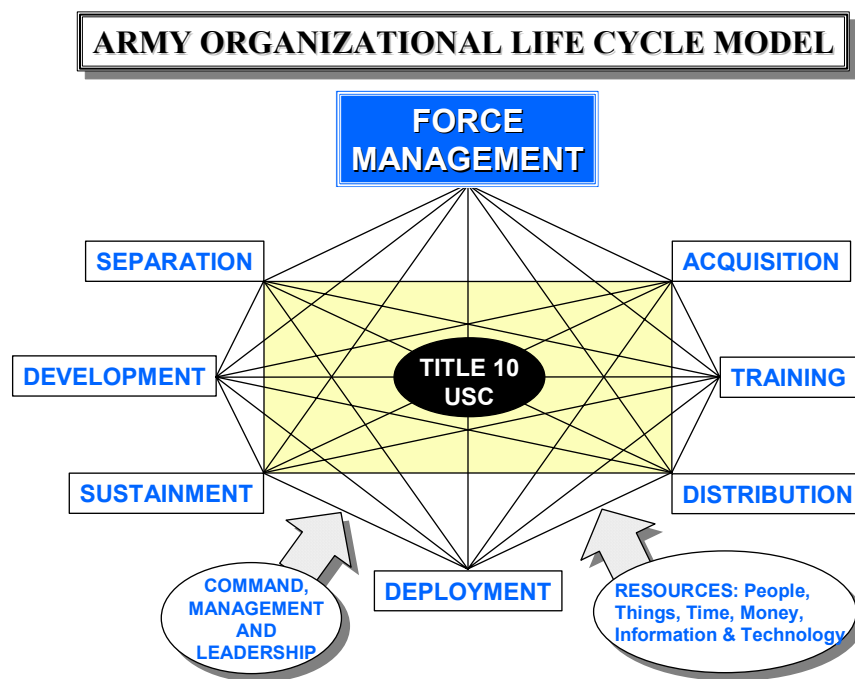 ARMY ORGANIZATIONAL LIFE CYCLE MODEL
FORCE
MANAGEMENT
SEPARATION
ACQUISITION
DEVELOPMENT
TITLE 10
USC
TRAINING
SUSTAINMENT
DISTRIBUTION
DEPLOYMENT
COMMAND,
MANAGEMENT
AND
LEADERSHIP
RESOURCES: People,
Things, Time, Money,
Information & Technology